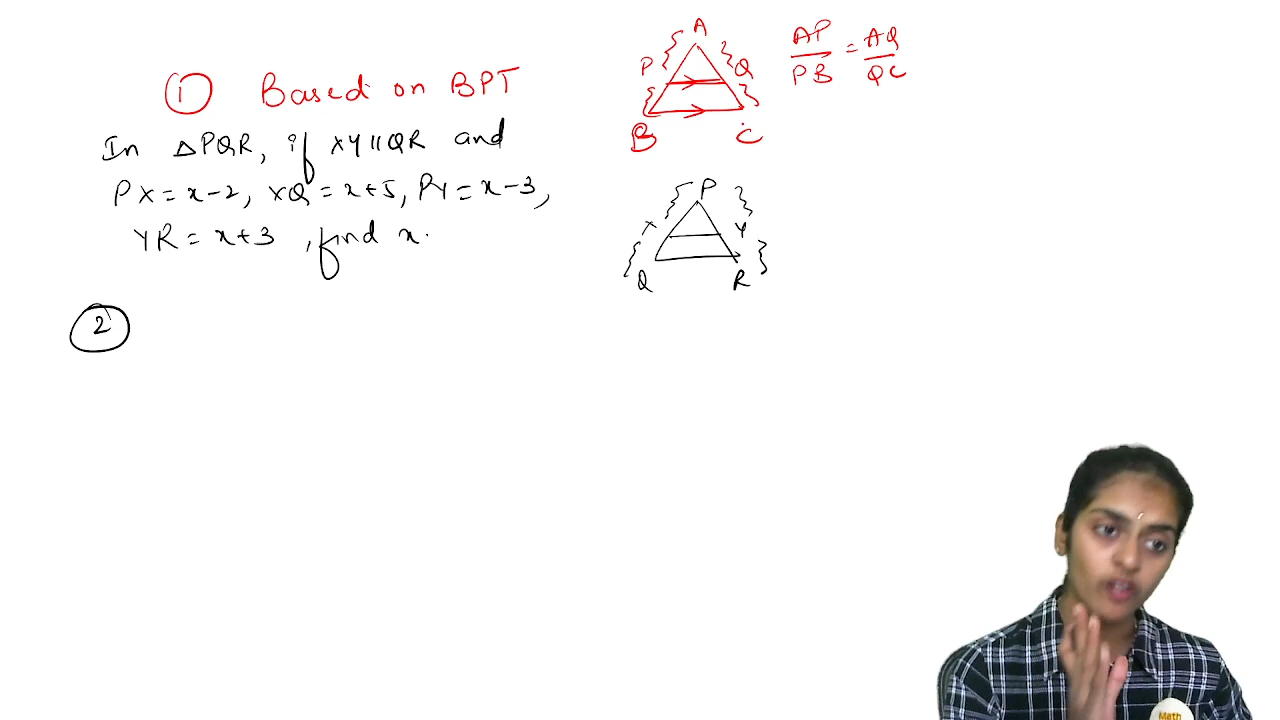 ① Based on BPT
In △PQR, if XY || QR and
PX = x-2, XQ = x+5, PY = x-3,
YR = x+3, find x.
②
A
P Q
B C
AP/PB = AQ/QC
P
X Y
Q R
Math